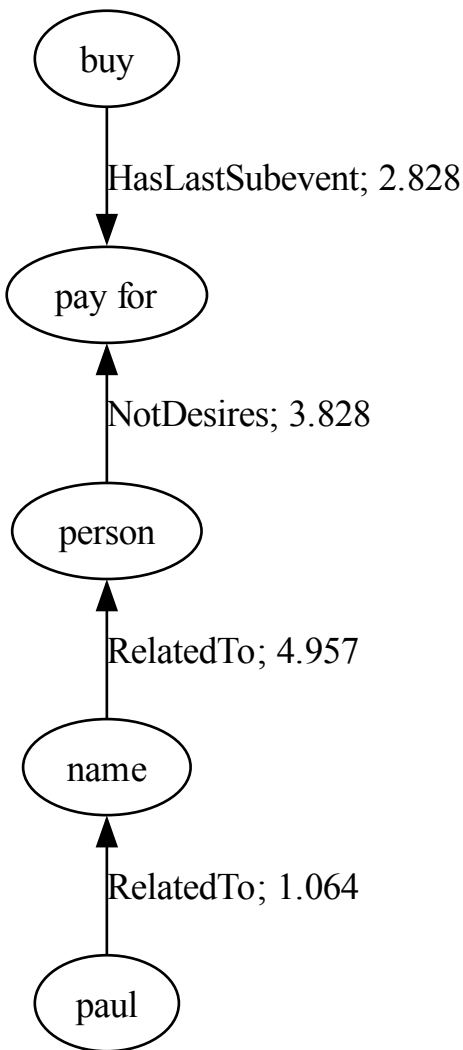 buy
HasLastSubevent; 2.828
pay for
NotDesires; 3.828
person
RelatedTo; 4.957
name
RelatedTo; 1.064
paul